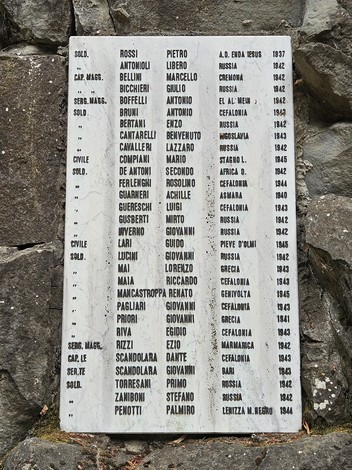 SOLD. ROSSI PIETRO A.O. ENDA IESUS 1937
" ANTONIOLI LIBERO RUSSIA 1942
CAP. MAGG. BELLINI MARCELLO CREMONA 1942
" " BICCHIERI GIULIO RUSSIA 1942
SERG. MAGG. BOFFELLI ANTONIO EL ALAMEIN 1942
SOLD. BRUNI ANTONIO CEFALONIA 1943
" BERTANI ENZO RUSSIA 1942
" CANTARELLI BENVENUTO IUGOSLAVIA 1943
" CAVALLERI LAZZARO RUSSIA 1942
CIVILE COMPIANI MARIO STAGNO L. 1945
SOLD. DE ANTONI SECONDO AFRICA O. 1942
" FERLENGHI ROSOLINO CEFALONIA 1944
" GUARNERI ACHILLE ASMARA 1940
" GUERESCHI LUIGI CEFALONIA 1943
" GUSBERTI MIRTO RUSSIA 1942
" INVERNO GIOVANNI RUSSIA 1942
CIVILE LARI GUIDO PIEVE D'OLMI 1945
SOLD. LUCINI GIOVANNI RUSSIA 1942
" MAI LORENZO GRECIA 1943
" MAIA RICCARDO CEFALONIA 1943
" MANCASTROPPA RENATO GENIVOLTA 1945
" PAGLIARI GIOVANNI CEFALONIA 1943
" PRIORI GIOVANNI GRECIA 1941
" RIVA EGIDIO CEFALONIA 1943
SERG. MAGG. RIZZI EZIO MARMARICA 1942
CAP. LE SCANDOLARA DANTE CEFALONIA 1943
SER. TE SCANDOLARA GIOVANNI BARI 1943
SOLD. TORRESANI PRIMO RUSSIA 1942
" ZANIBONI STEFANO RUSSIA 1942
" PENOTTI PALMIRO M. NEGRO 1944